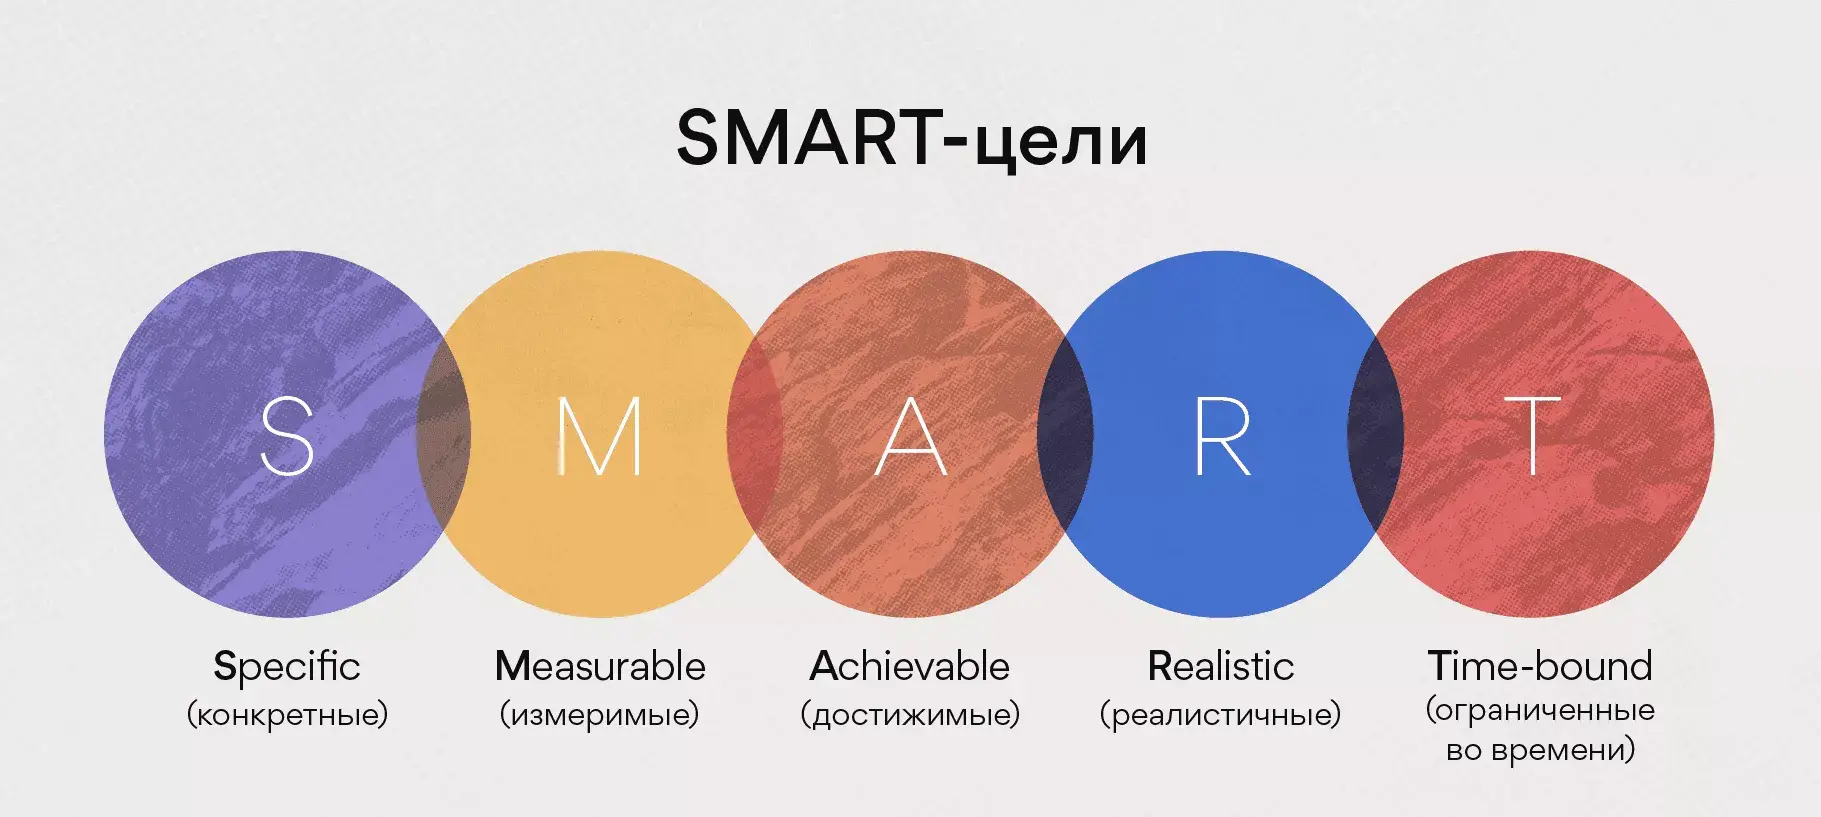 SMART-цели
S M A R T
Specific Measurable Achievable Realistic Time-bound
(конкретные) (измеримые) (достижимые) (реалистичные) (ограниченные
во времени)